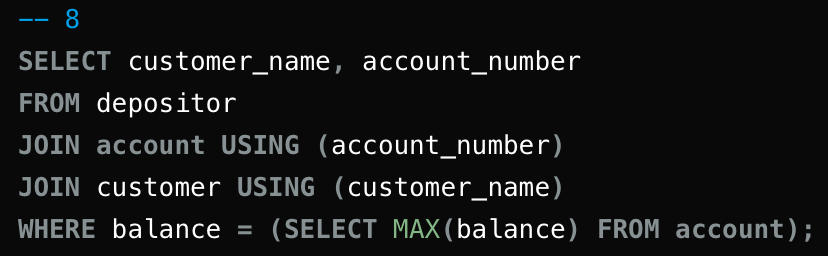 -- 8
SELECT customer_name, account_number
FROM depositor
JOIN account USING (account_number)
JOIN customer USING (customer_name)
WHERE balance = (SELECT MAX(balance) FROM account);